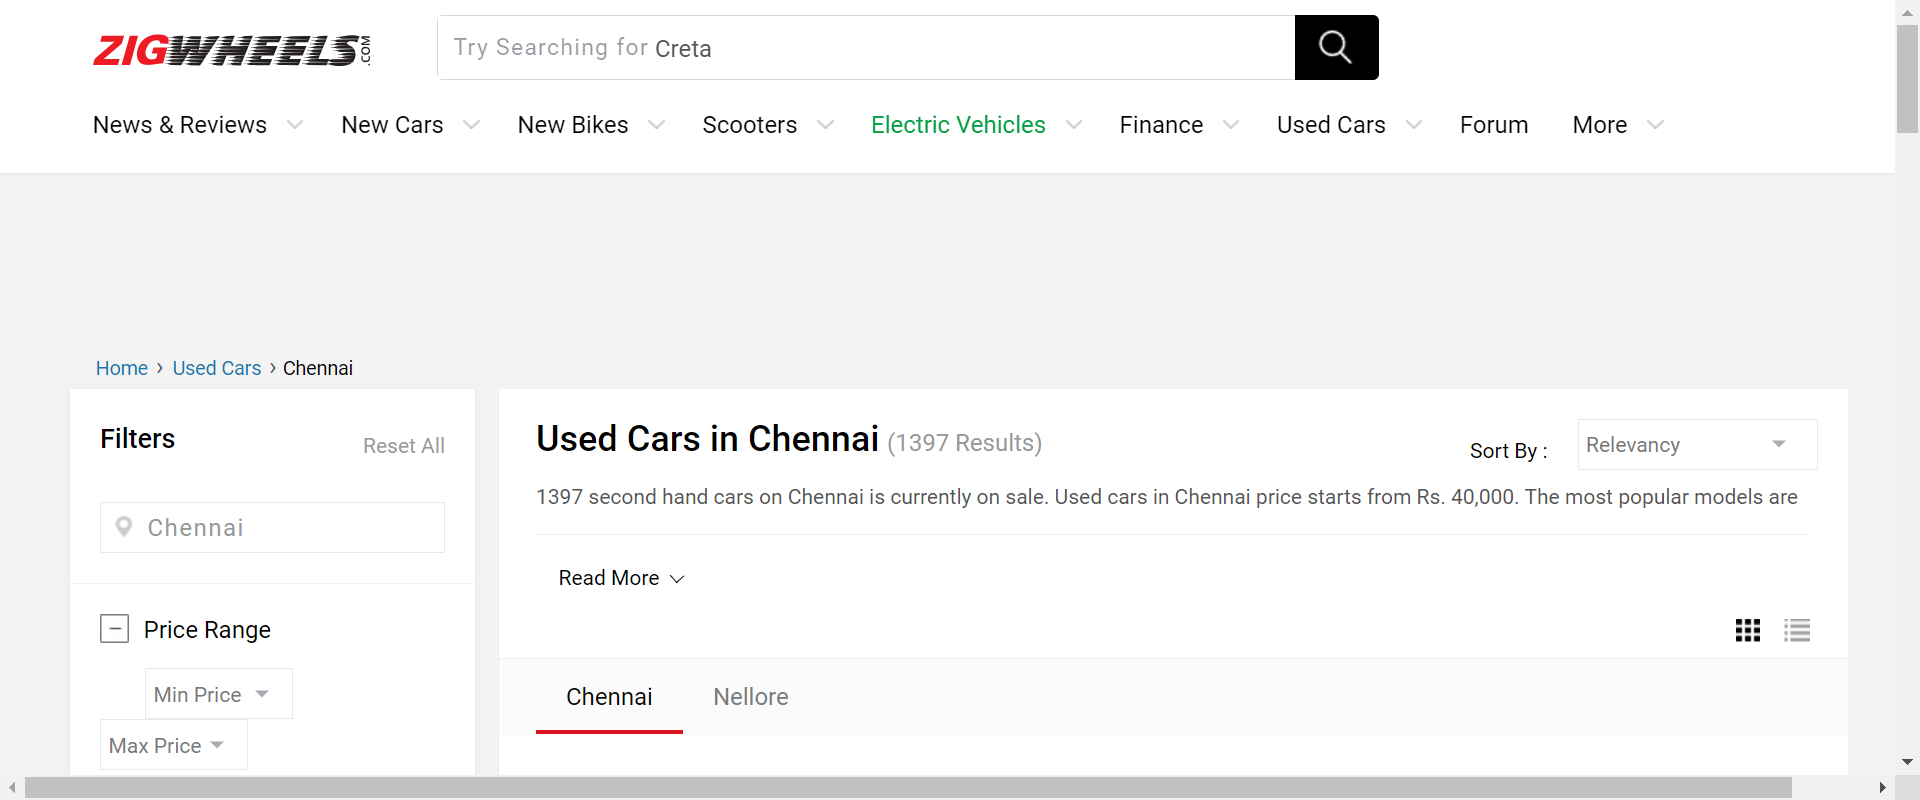 ZIGWHEELS.COM
Try Searching for Creta
News & Reviews New Cars New Bikes Scooters Electric Vehicles Finance Used Cars Forum More
Home › Used Cars › Chennai
Filters
Reset All
Chennai
Price Range
Min Price
Max Price
Used Cars in Chennai (1397 Results)
Sort By : Relevancy
1397 second hand cars on Chennai is currently on sale. Used cars in Chennai price starts from Rs. 40,000. The most popular models are
Read More
Chennai Nellore